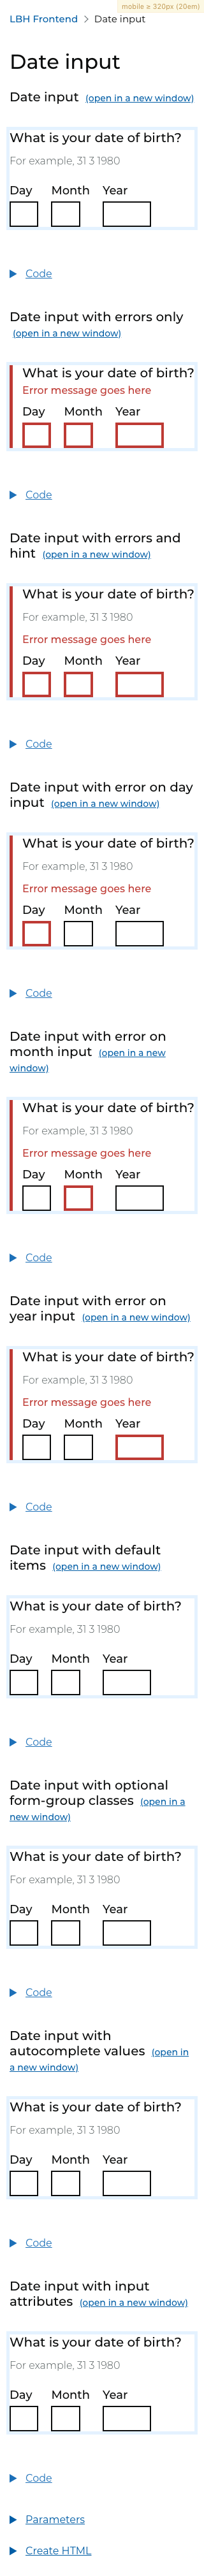 mobile ≥ 320px (20em)
LBH Frontend > Date input
Date input
Date input (open in a new window)
What is your date of birth?
For example, 31 3 1980
Day Month Year
Code
Date input with errors only
(open in a new window)
What is your date of birth?
Error message goes here
Day Month Year
Code
Date input with errors and
hint (open in a new window)
What is your date of birth?
For example, 31 3 1980
Error message goes here
Day Month Year
Code
Date input with error on day
input (open in a new window)
What is your date of birth?
For example, 31 3 1980
Error message goes here
Day Month Year
Code
Date input with error on
month input (open in a new
window)
What is your date of birth?
For example, 31 3 1980
Error message goes here
Day Month Year
Code
Date input with error on
year input (open in a new window)
What is your date of birth?
For example, 31 3 1980
Error message goes here
Day Month Year
Code
Date input with default
items (open in a new window)
What is your date of birth?
For example, 31 3 1980
Day Month Year
Code
Date input with optional
form-group classes (open in a
new window)
What is your date of birth?
For example, 31 3 1980
Day Month Year
Code
Date input with
autocomplete values (open in
a new window)
What is your date of birth?
For example, 31 3 1980
Day Month Year
Code
Date input with input
attributes (open in a new window)
What is your date of birth?
For example, 31 3 1980
Day Month Year
Code
Parameters
Create HTML